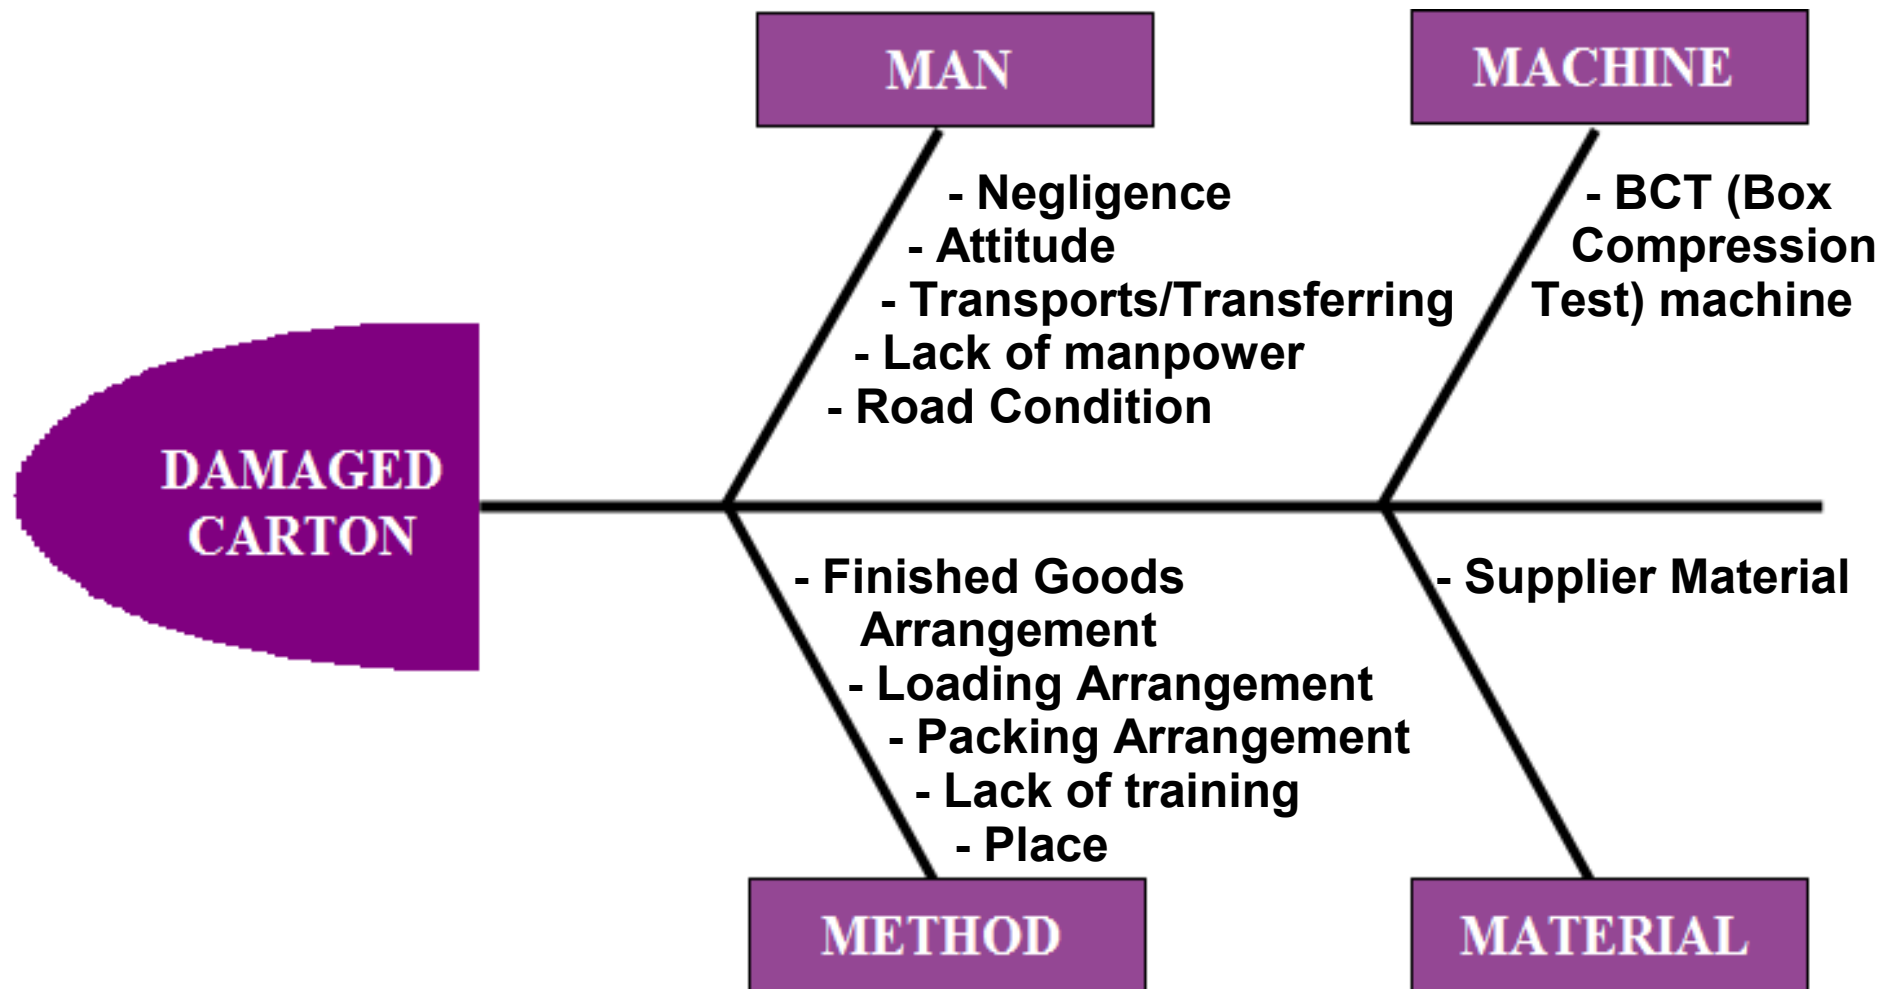 MAN
MACHINE
- Negligence
- Attitude
- Transports/Transferring
- Lack of manpower
- Road Condition
- BCT (Box
Compression
Test) machine
DAMAGED
CARTON
- Finished Goods
Arrangement
- Loading Arrangement
- Packing Arrangement
- Lack of training
- Place
- Supplier Material
METHOD
MATERIAL